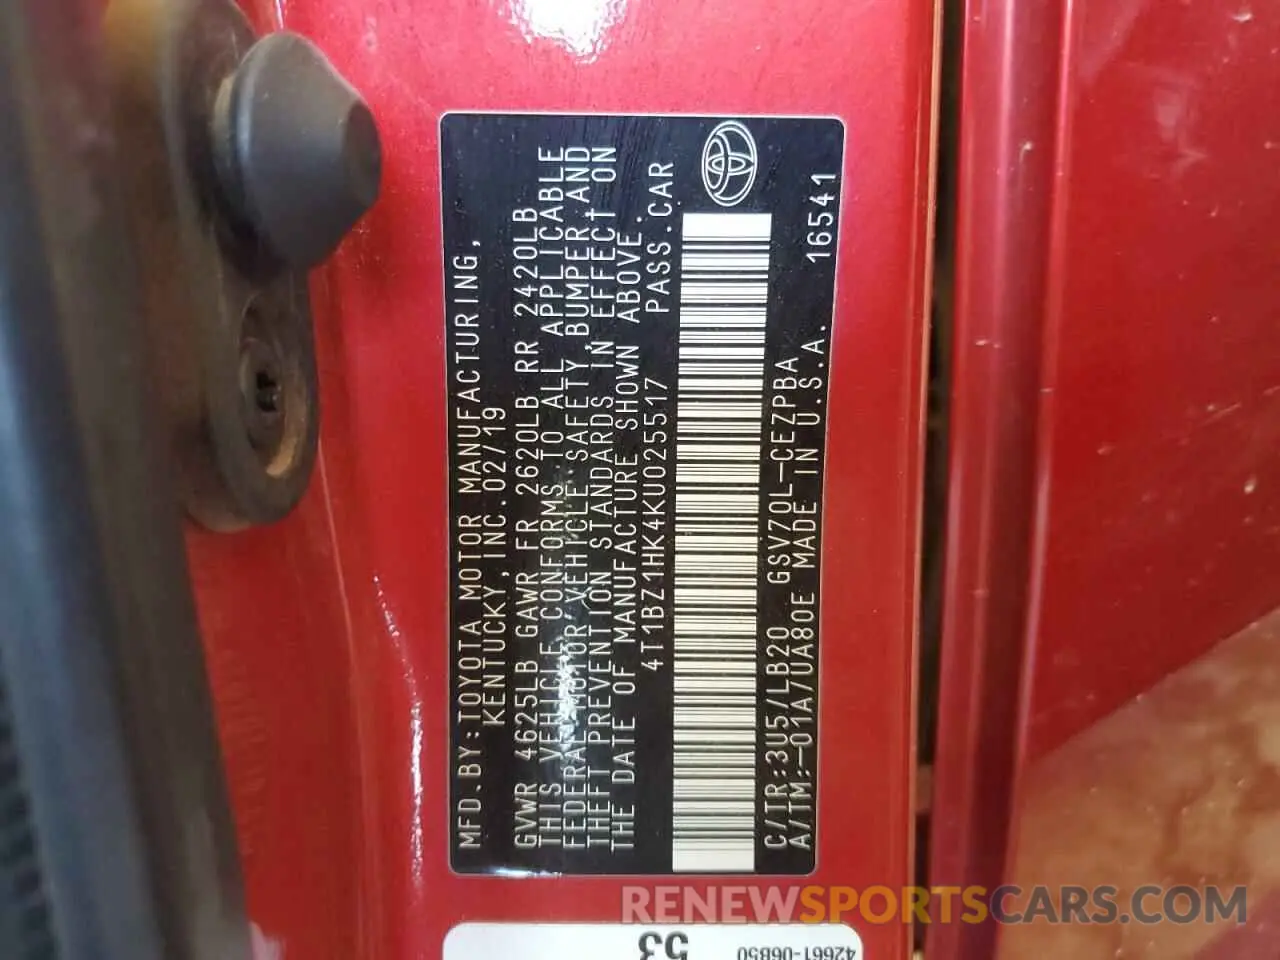 MFD.BY:TOYOTA MOTOR MANUFACTURING,
KENTUCKY, INC. 02/19
GVWR 4625LB GAWR FR 2620LB RR 2420LB
THIS VEHICLE CONFORMS TO ALL APPLICABLE
FEDERAL MOTOR VEHICLE SAFETY,BUMPER,AND
THEFT PREVENTION STANDARDS IN EFFECT ON
THE DATE OF MANUFACTURE SHOWN ABOVE.
4T1BZ1HK4KU025517 PASS.CAR
C/TR:3U5/LB20 GSV70L-CEZPBA
A/TM:-01A/UA80E MADE IN U.S.A. 16541
53 42661-06B50
RENEWSPORTSCARS.COM